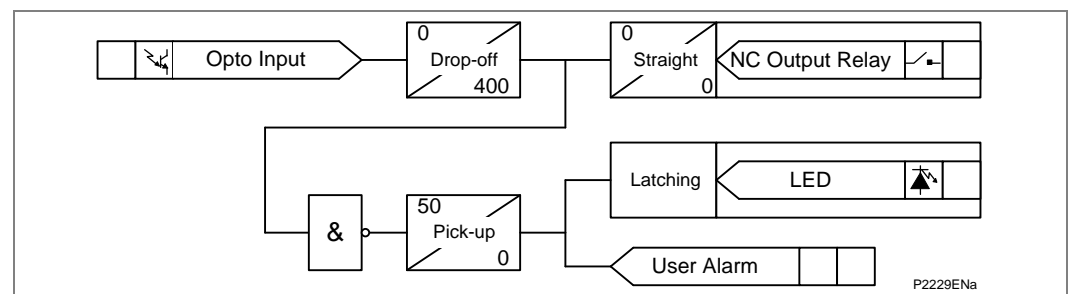 0
Opto Input
Drop-off
400
0
Straight
0
NC Output Relay
Latching
LED
&
50
Pick-up
0
User Alarm
P2229ENa